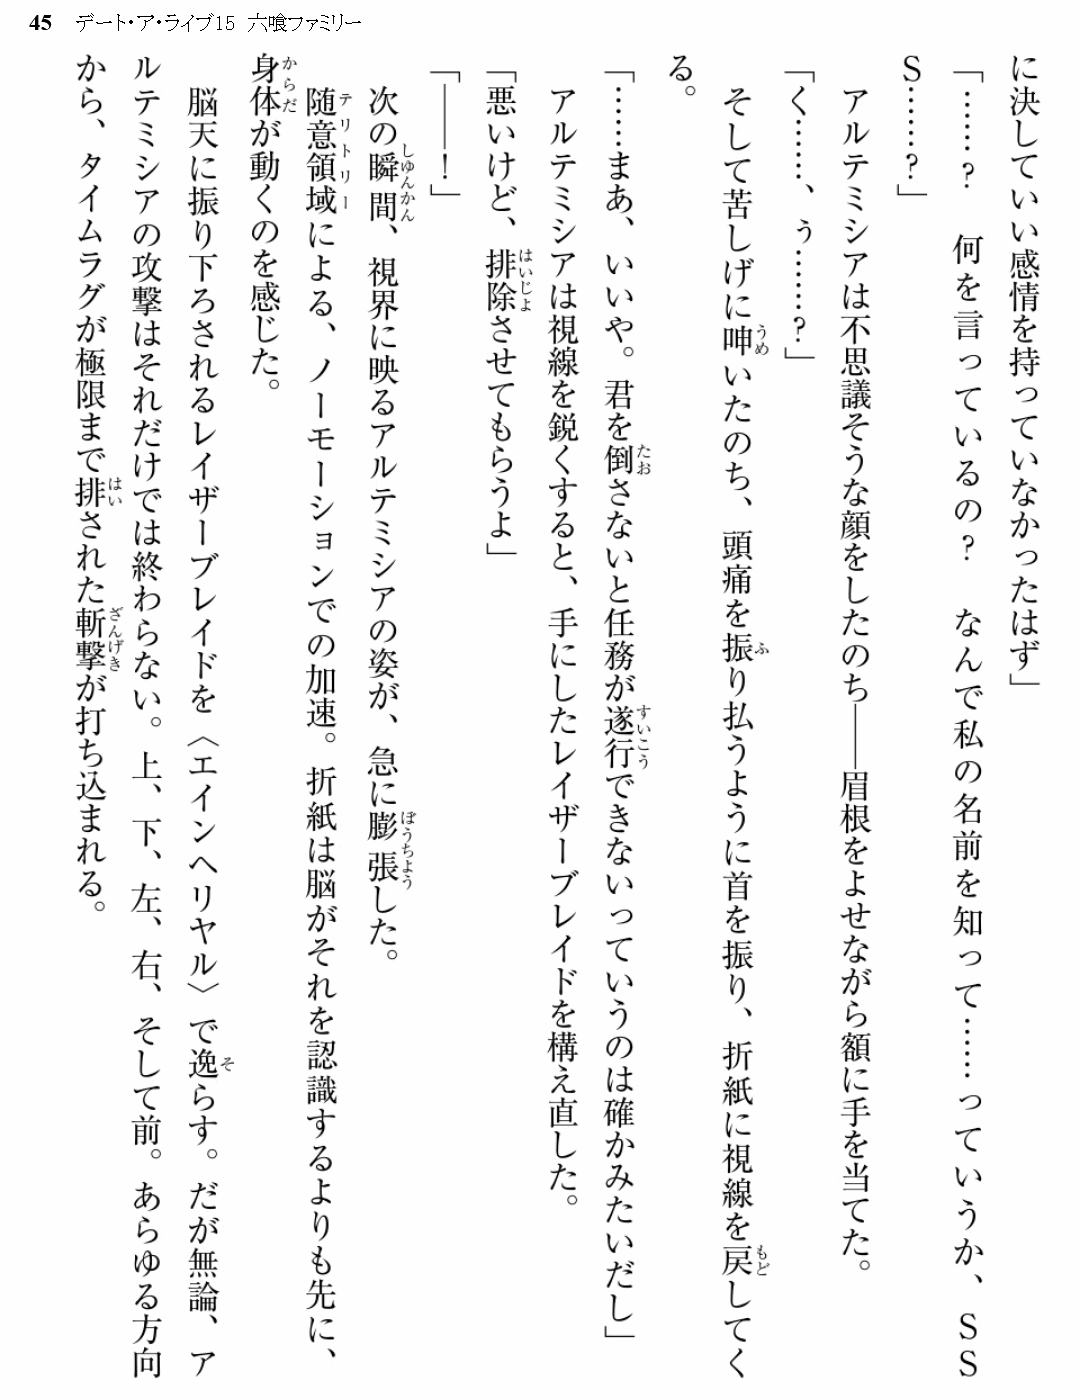 45 デート・ア・ライブ15 六喰ファミリー
に決していい感情を持っていなかったはず」
「……? 何を言っているの? なんで私の名前を知って……っていうか、SS
S……?」
アルテミシアは不思議そうな顔をしたのち――眉根をよせながら額に手を当てた。
「く……、ぅ……?」
そして苦しげに呻いたのち、頭痛を振り払うように首を振り、折紙に視線を戻してく
る。
「……まあ、いいや。君を倒さないと任務が遂行できないっていうのは確かみたいだし」
アルテミシアは視線を鋭くすると、手にしたレイザーブレイドを構え直した。
「悪いけど、排除させてもらうよ」
「――!」
次の瞬間、視界に映るアルテミシアの姿が、急に膨張した。
随意領域による、ノーモーションでの加速。折紙は脳がそれを認識するよりも先に、
身体が動くのを感じた。
脳天に振り下ろされるレイザーブレイドを〈エインヘリヤル〉で逸らす。だが無論、ア
ルテミシアの攻撃はそれだけでは終わらない。上、下、左、右、そして前。あらゆる方向
から、タイムラグが極限まで排された斬撃が打ち込まれる。